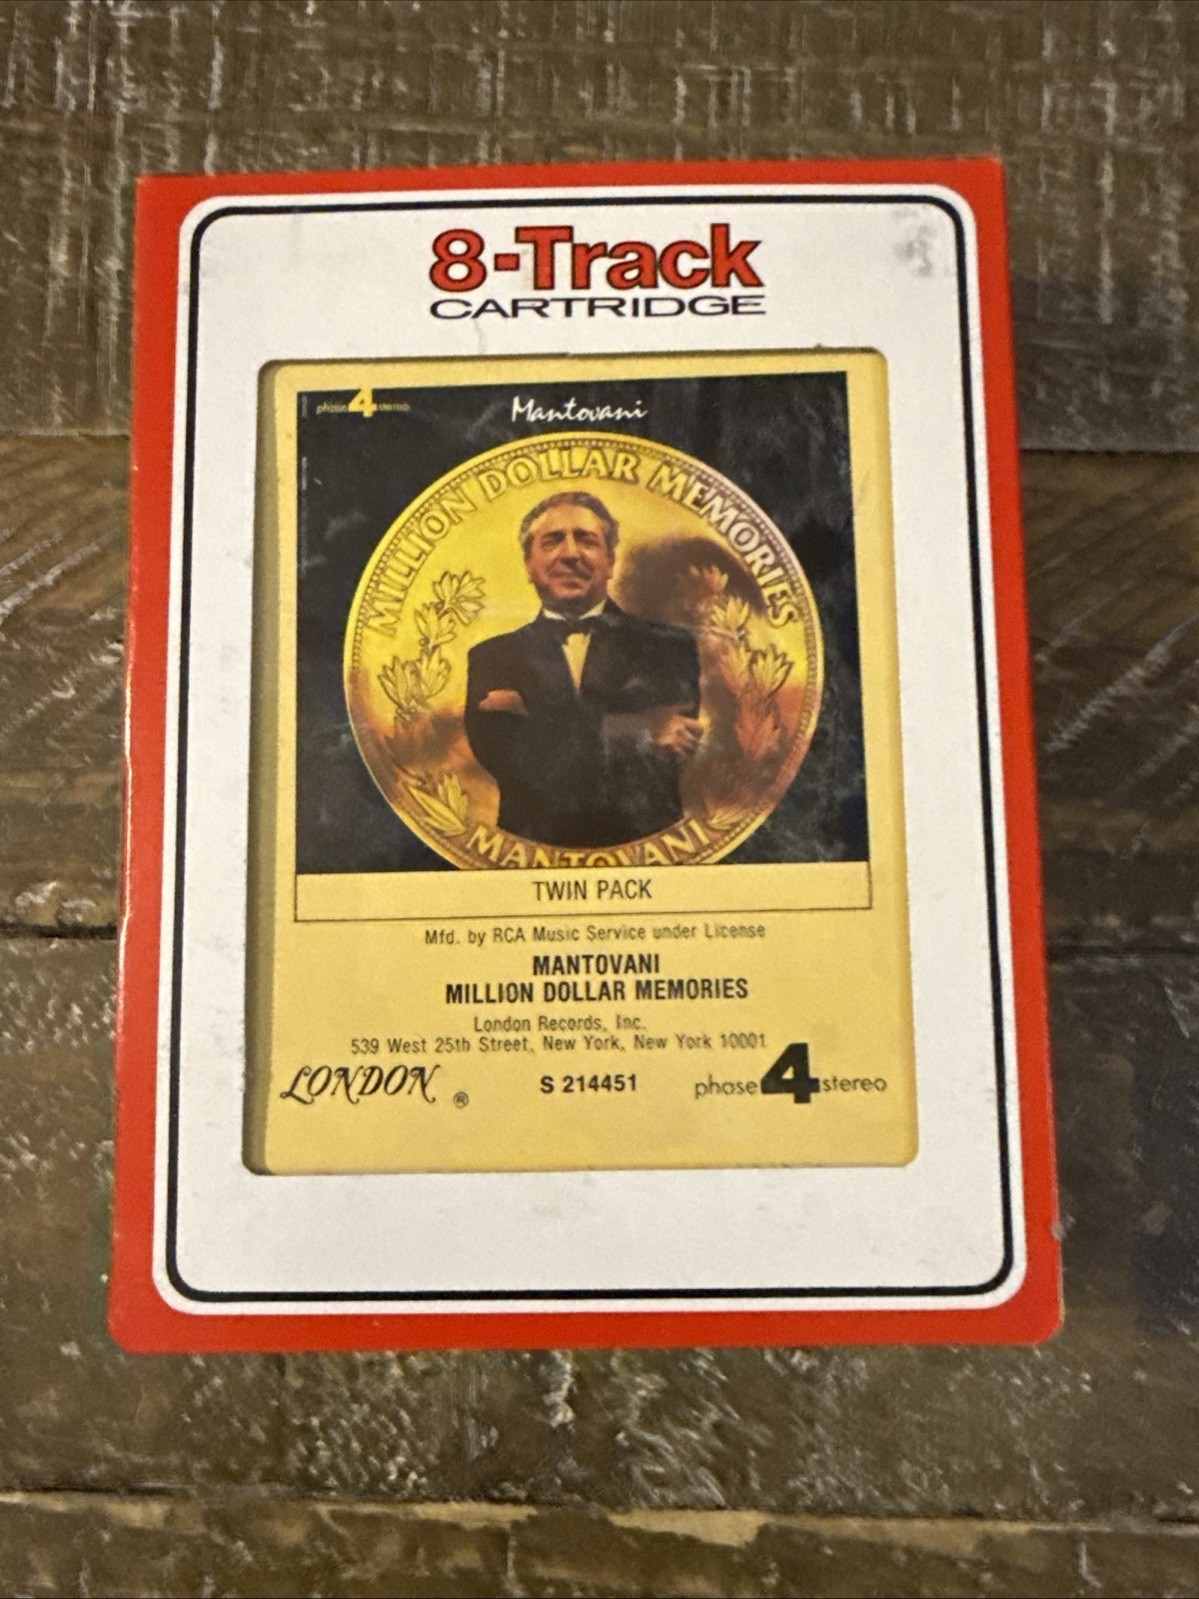 8-Track
CARTRIDGE
phase 4 stereo
Mantovani
MILLION DOLLAR MEMORIES
MANTOVANI
TWIN PACK
Mfd. by RCA Music Service under License
MANTOVANI
MILLION DOLLAR MEMORIES
London Records, Inc.
539 West 25th Street, New York, New York 10001
LONDON ® S 214451 phase 4 stereo